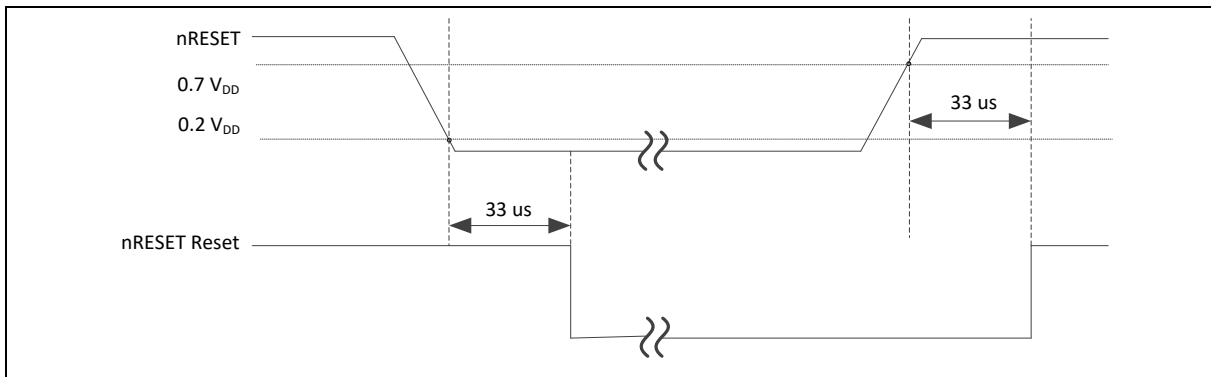 nRESET
0.7 VDD
0.2 VDD
33 us
33 us
nRESET Reset